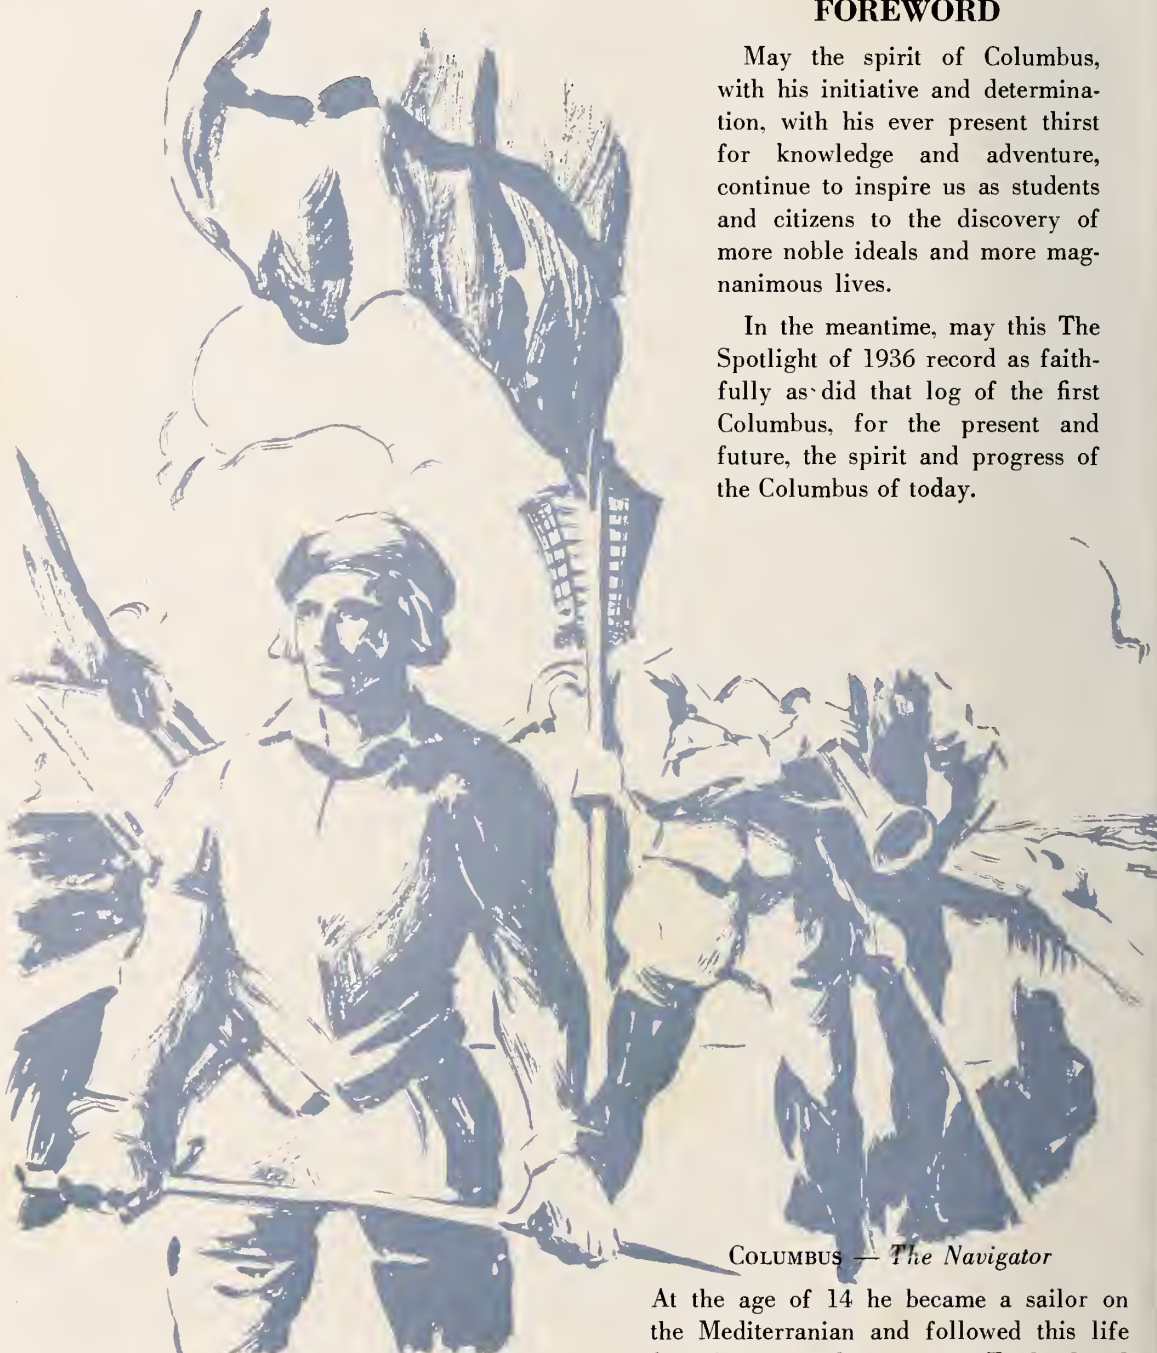 FOREWORD
May the spirit of Columbus,
with his initiative and determina-
tion, with his ever present thirst
for knowledge and adventure,
continue to inspire us as students
and citizens to the discovery of
more noble ideals and more mag-
nanimous lives.
In the meantime, may this The
Spotlight of 1936 record as faith-
fully as did that log of the first
Columbus, for the present and
future, the spirit and progress of
the Columbus of today.
COLUMBUS — The Navigator
At the age of 14 he became a sailor on
the Mediterranian and followed this life